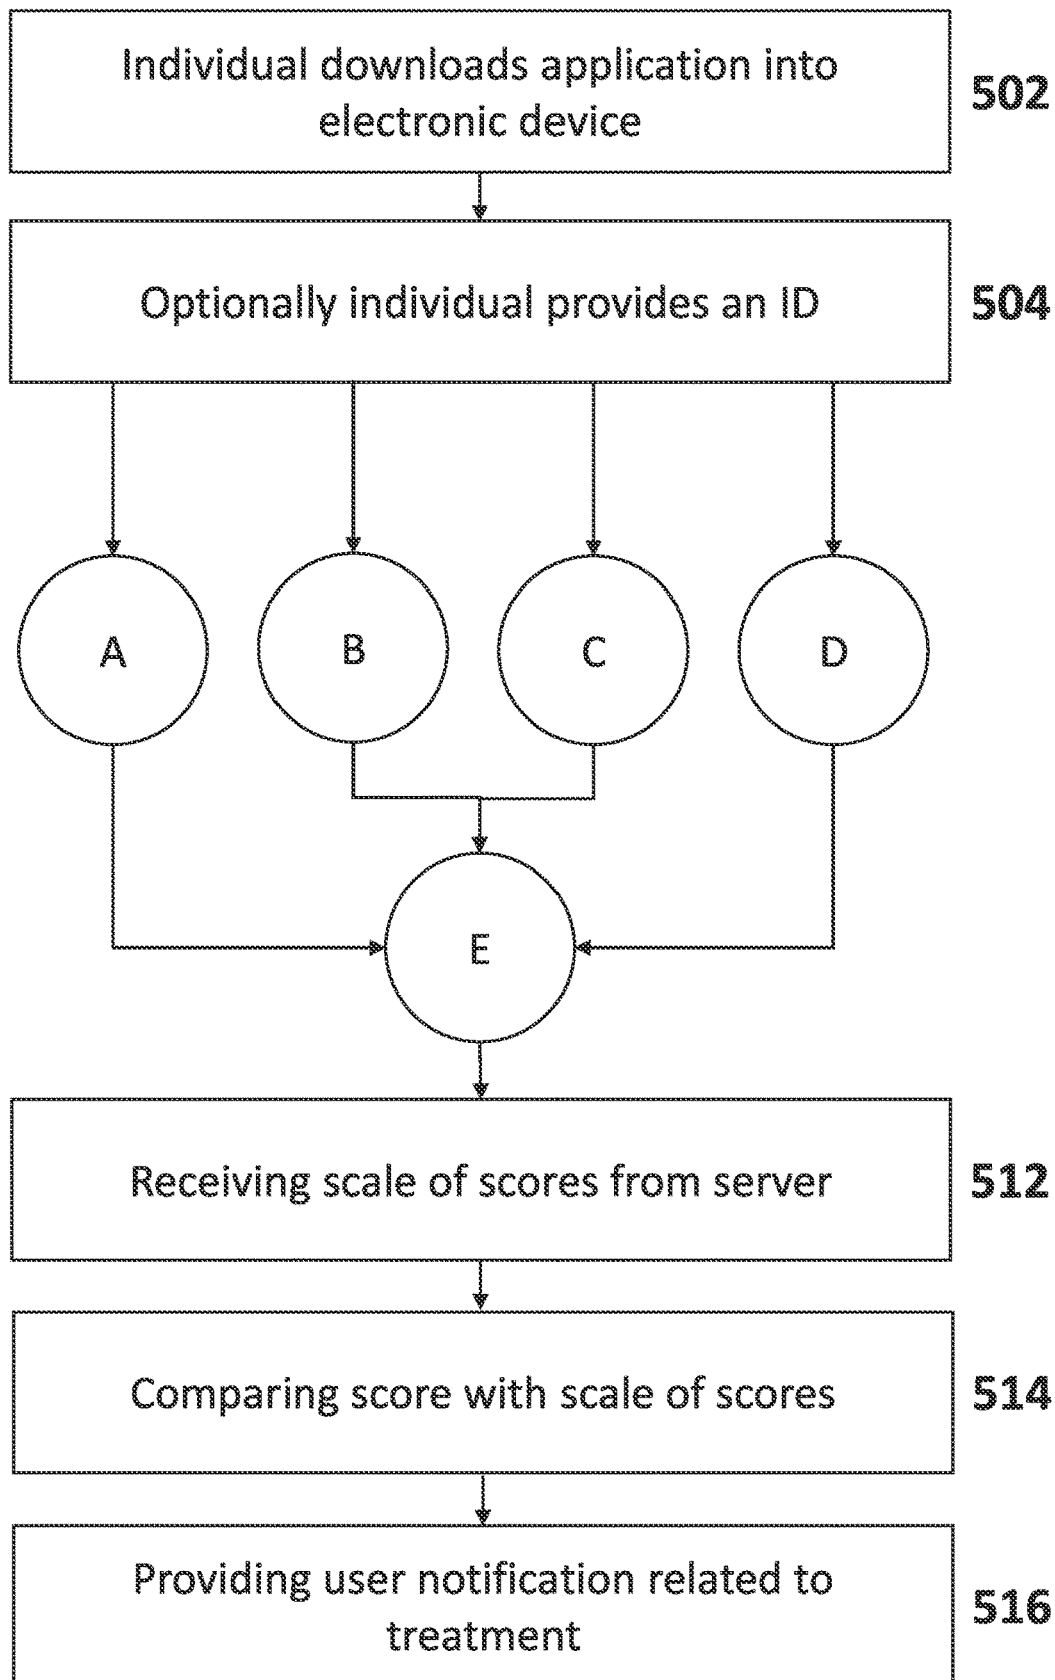 Individual downloads application into
electronic device
502
Optionally individual provides an ID
504
A
B
C
D
E
Receiving scale of scores from server
512
Comparing score with scale of scores
514
Providing user notification related to
treatment
516